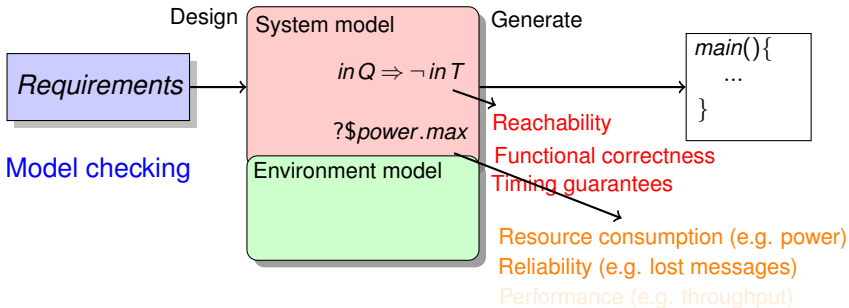 Design
System model
Generate
Requirements
in Q ⇒ ¬ in T
main(){
...
}
Reachability
?$power.max
Functional correctness
Model checking
Environment model
Timing guarantees
Resource consumption (e.g. power)
Reliability (e.g. lost messages)
Performance (e.g. throughput)